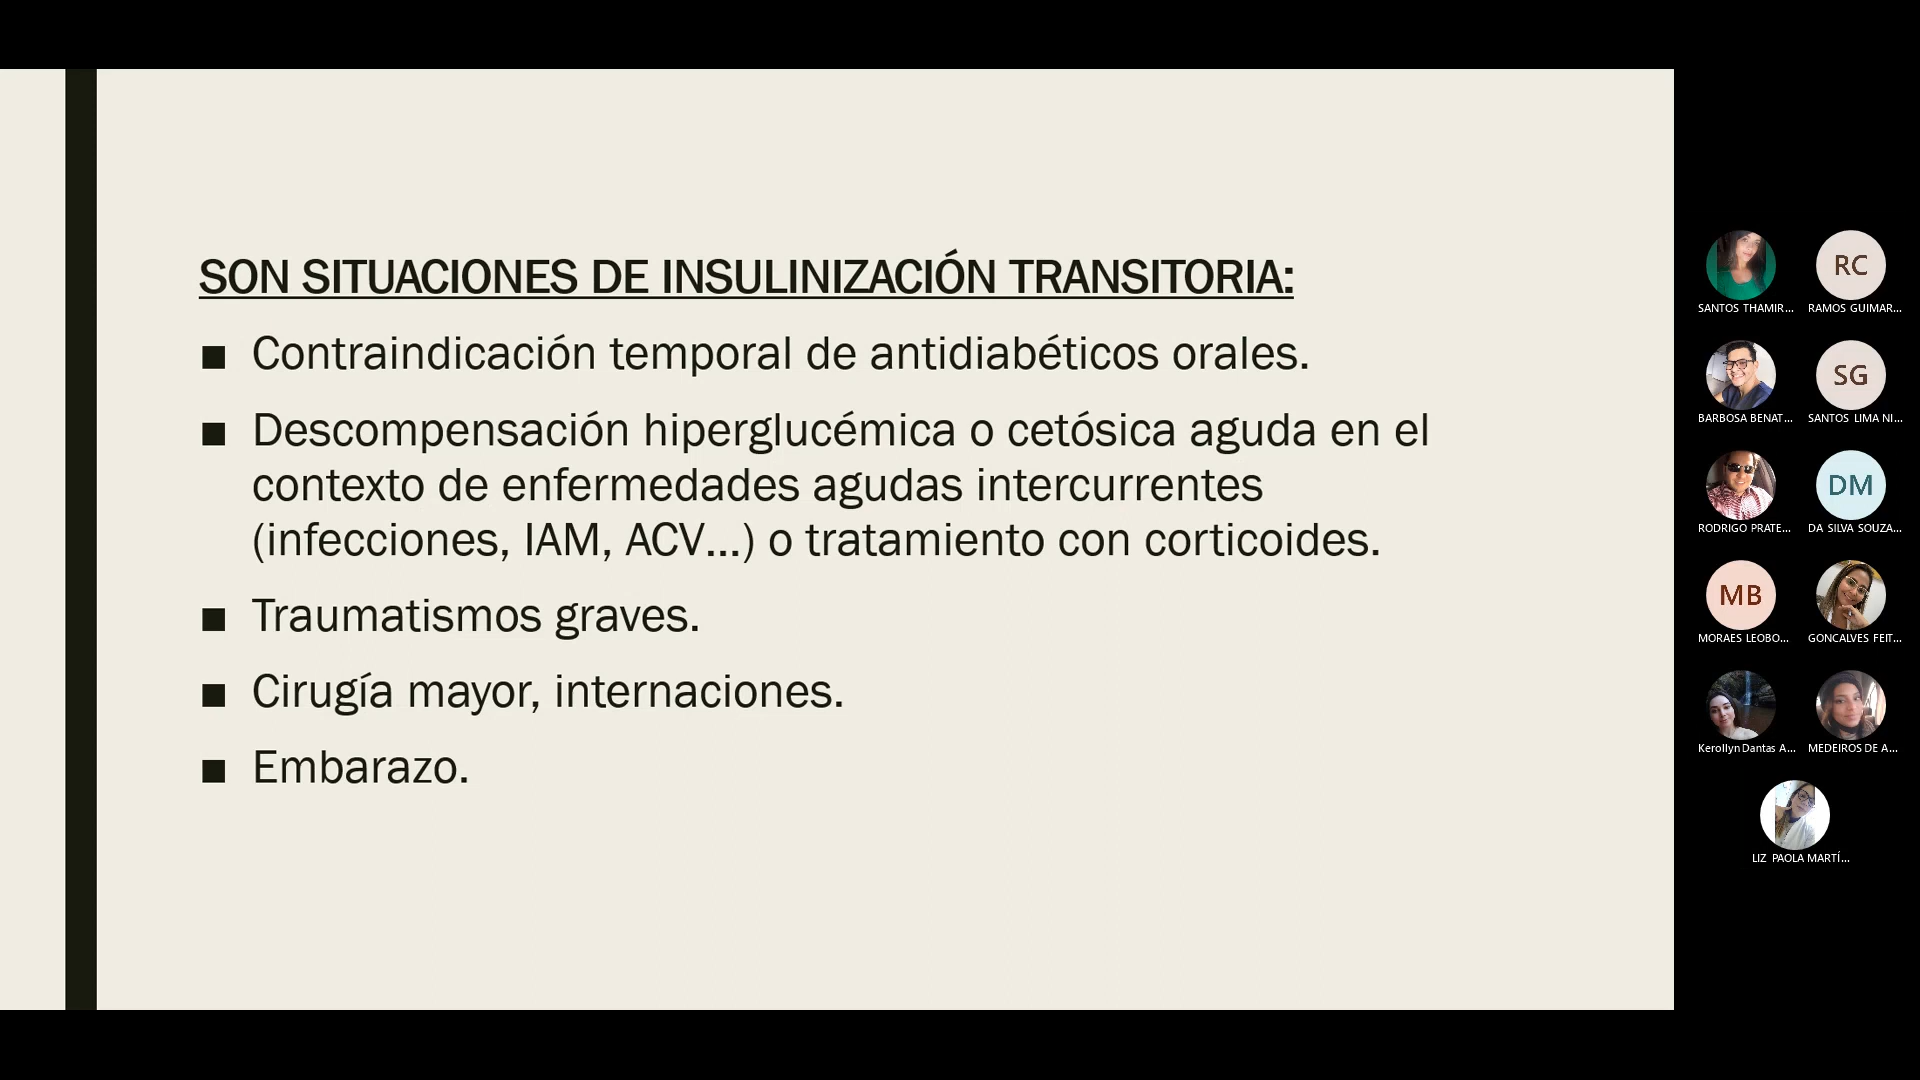 SON SITUACIONES DE INSULINIZACIÓN TRANSITORIA:
■ Contraindicación temporal de antidiabéticos orales.
■ Descompensación hiperglucémica o cetósica aguda en el
contexto de enfermedades agudas intercurrentes
(infecciones, IAM, ACV...) o tratamiento con corticoides.
■ Traumatismos graves.
■ Cirugía mayor, internaciones.
■ Embarazo.
RC
SANTOS THAMIR... RAMOS GUIMAR...
SG
BARBOSA BENAT... SANTOS LIMA NI...
DM
RODRIGO PRATE... DA SILVA SOUZA...
MB
MORAES LEOBO... GONCALVES FEIT...
Kerollyn Dantas A... MEDEIROS DE A...
LIZ PAOLA MARTÍ...